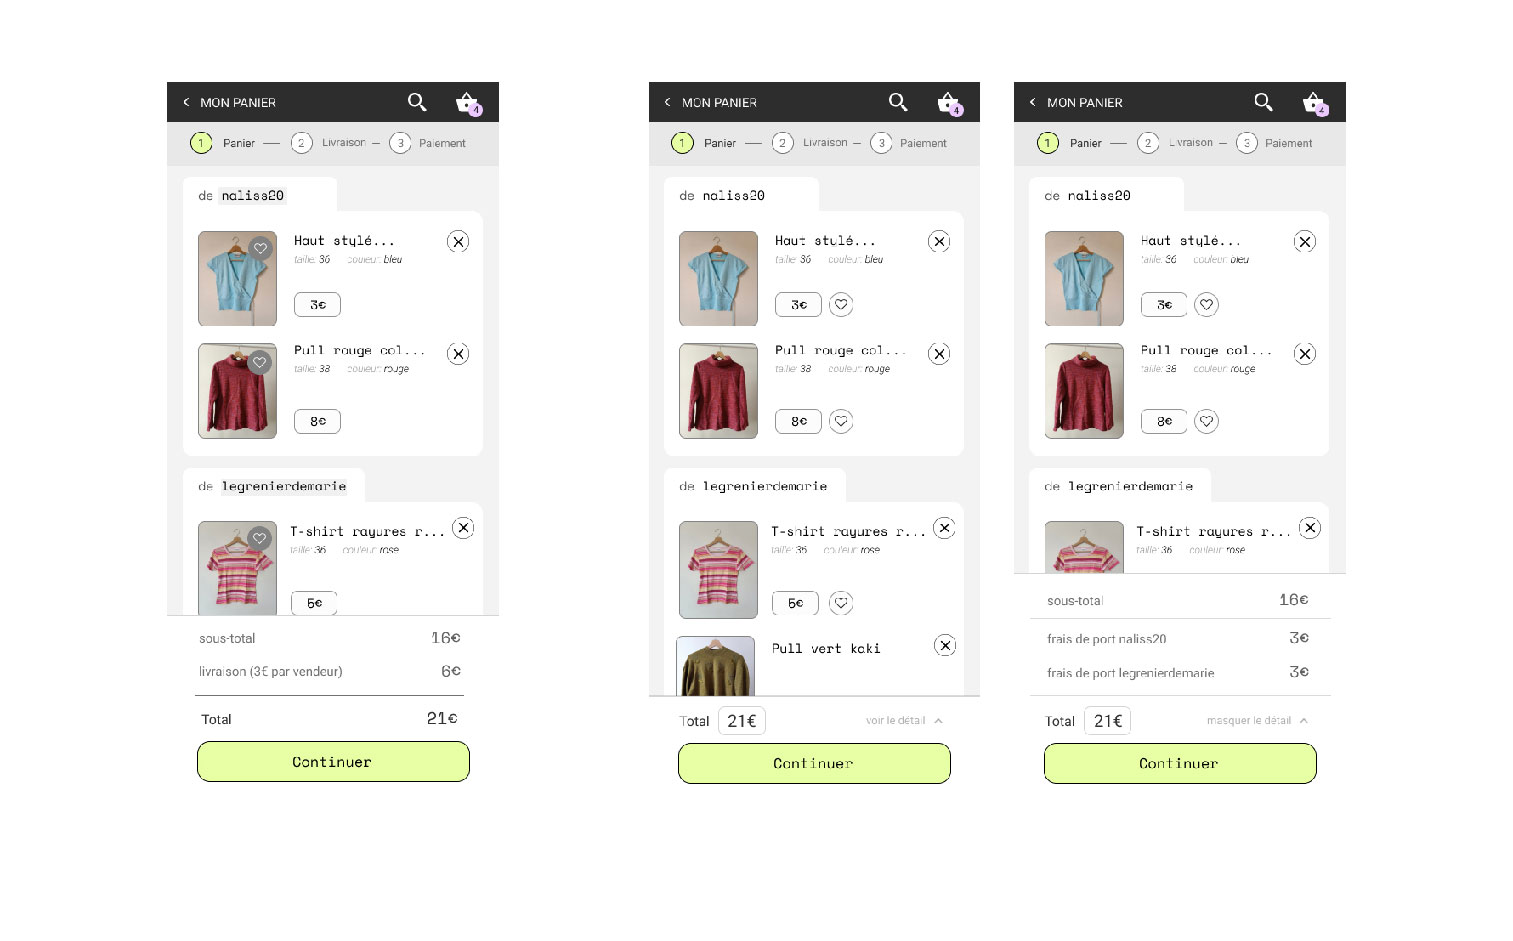 MON PANIER
4
1 Panier — 2 Livraison — 3 Paiement
de naliss20
Haut stylé...
taille: 36 couleur: bleu
3€
Pull rouge col...
taille: 38 couleur: rouge
8€
de legrenierdemarie
T-shirt rayures r...
taille: 36 couleur: rose
5€
sous-total 16€
livraison (3€ par vendeur) 6€
Total 21€
Continuer
MON PANIER
4
1 Panier — 2 Livraison — 3 Paiement
de naliss20
Haut stylé...
taille: 36 couleur: bleu
3€
Pull rouge col...
taille: 38 couleur: rouge
8€
de legrenierdemarie
T-shirt rayures r...
taille: 36 couleur: rose
5€
Pull vert kaki
Total 21€ voir le détail
Continuer
MON PANIER
4
1 Panier — 2 Livraison — 3 Paiement
de naliss20
Haut stylé...
taille: 36 couleur: bleu
3€
Pull rouge col...
taille: 38 couleur: rouge
8€
de legrenierdemarie
T-shirt rayures r...
taille: 36 couleur: rose
sous-total 16€
frais de port naliss20 3€
frais de port legrenierdemarie 3€
Total 21€ masquer le détail
Continuer